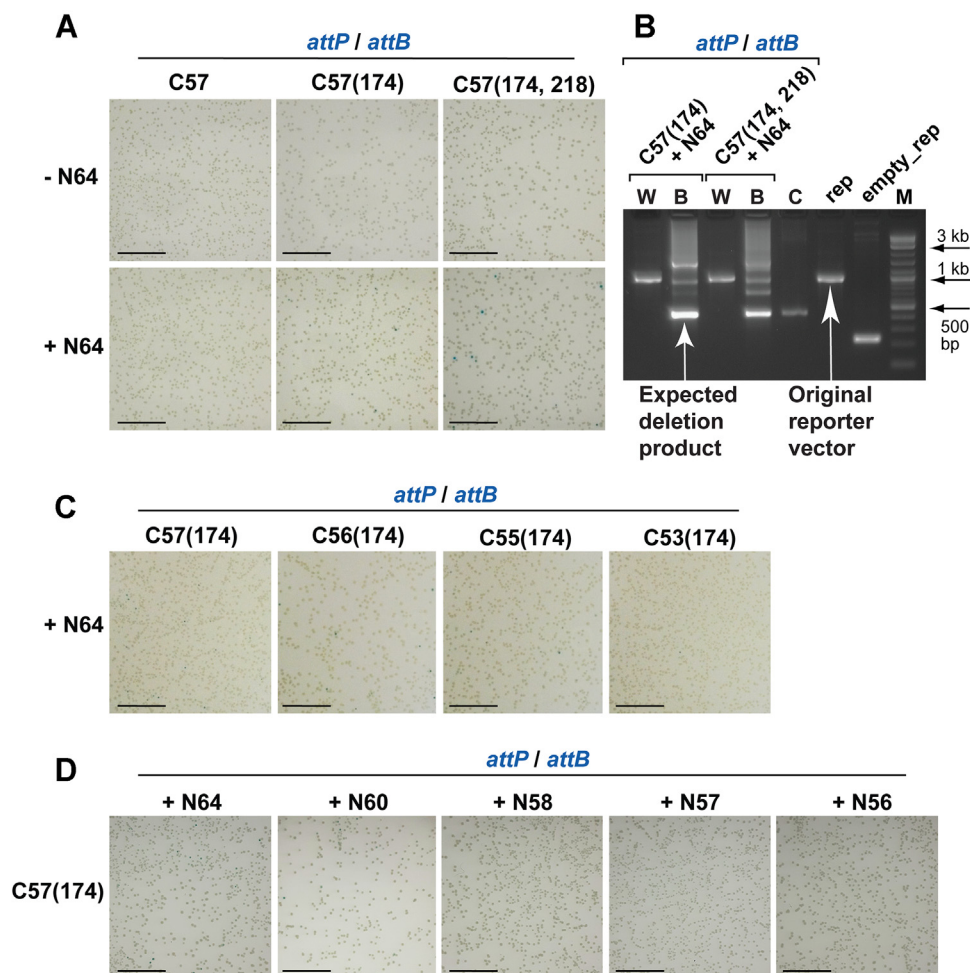 A
attP / attB
C57 C57(174) C57(174, 218)
- N64
+ N64
B
attP / attB
C57(174)
+ N64
C57(174, 218)
+ N64
W B W B C rep empty_rep M
3 kb
1 kb
500
bp
Expected
deletion
product
Original
reporter
vector
C
attP / attB
C57(174) C56(174) C55(174) C53(174)
+ N64
D
attP / attB
+ N64 + N60 + N58 + N57 + N56
C57(174)